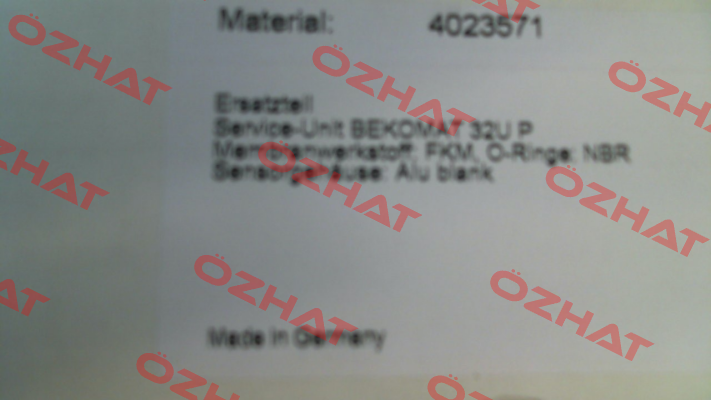 Material: 4023571
Ersatzteil
Service-Unit BEKOMAT 32U P
Membranwerkstoff: FKM, O-Ringe: NBR
Sensorgehäuse: Alu blank
Made in Germany
ÖZHAT
ÖZHAT
ÖZHAT
ÖZHAT
ÖZHAT
ÖZHAT
ÖZHAT
ÖZHAT